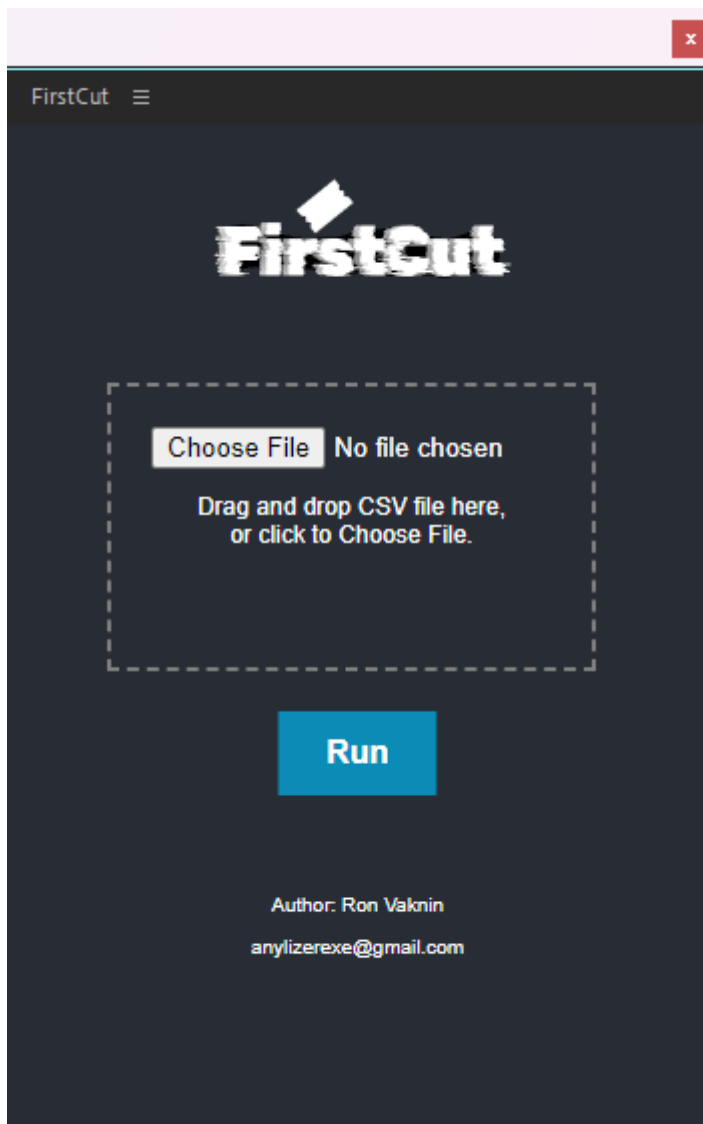 x
FirstCut ☰
FirstCut
Choose File No file chosen
Drag and drop CSV file here,
or click to Choose File.
Run
Author: Ron Vaknin
anylizerexe@gmail.com